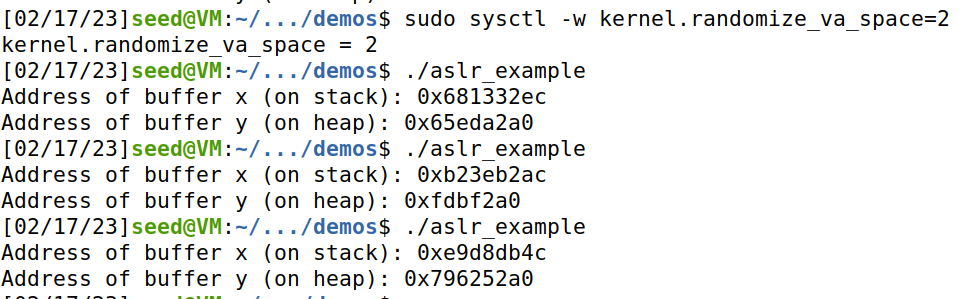 [02/17/23]seed@VM:~/.../demos$ sudo sysctl -w kernel.randomize_va_space=2
kernel.randomize_va_space = 2
[02/17/23]seed@VM:~/.../demos$ ./aslr_example
Address of buffer x (on stack): 0x681332ec
Address of buffer y (on heap): 0x65eda2a0
[02/17/23]seed@VM:~/.../demos$ ./aslr_example
Address of buffer x (on stack): 0xb23eb2ac
Address of buffer y (on heap): 0xfdbf2a0
[02/17/23]seed@VM:~/.../demos$ ./aslr_example
Address of buffer x (on stack): 0xe9d8db4c
Address of buffer y (on heap): 0x796252a0